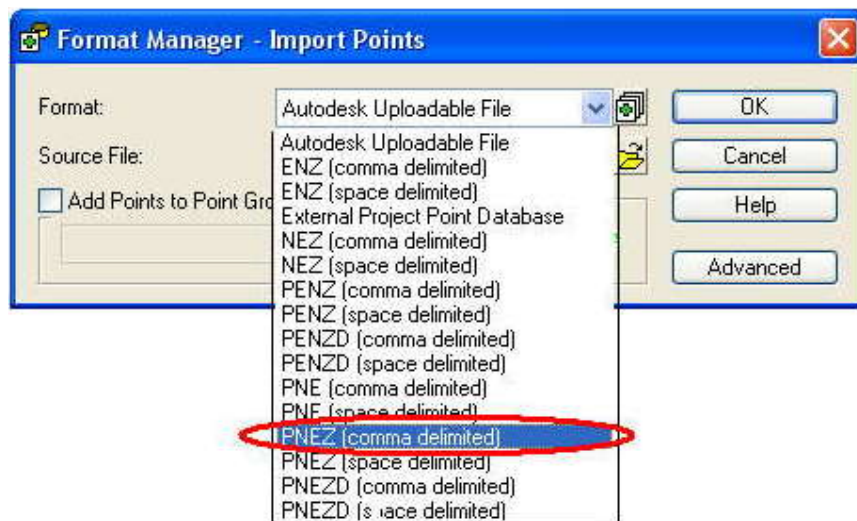 Format Manager - Import Points
Format:
Autodesk Uploadable File
OK
Autodesk Uploadable File
Source File:
ENZ (comma delimited)
Cancel
ENZ (space delimited)
Add Points to Point Gro
External Project Point Database
Help
NEZ (comma delimited)
NEZ (space delimited)
Advanced
PENZ (comma delimited)
PENZ (space delimited)
PENZD (comma delimited)
PENZD (space delimited)
PNE (comma delimited)
PNE (space delimited)
PNEZ (comma delimited)
PNEZ (space delimited)
PNEZD (comma delimited)
PNEZD (space delimited)